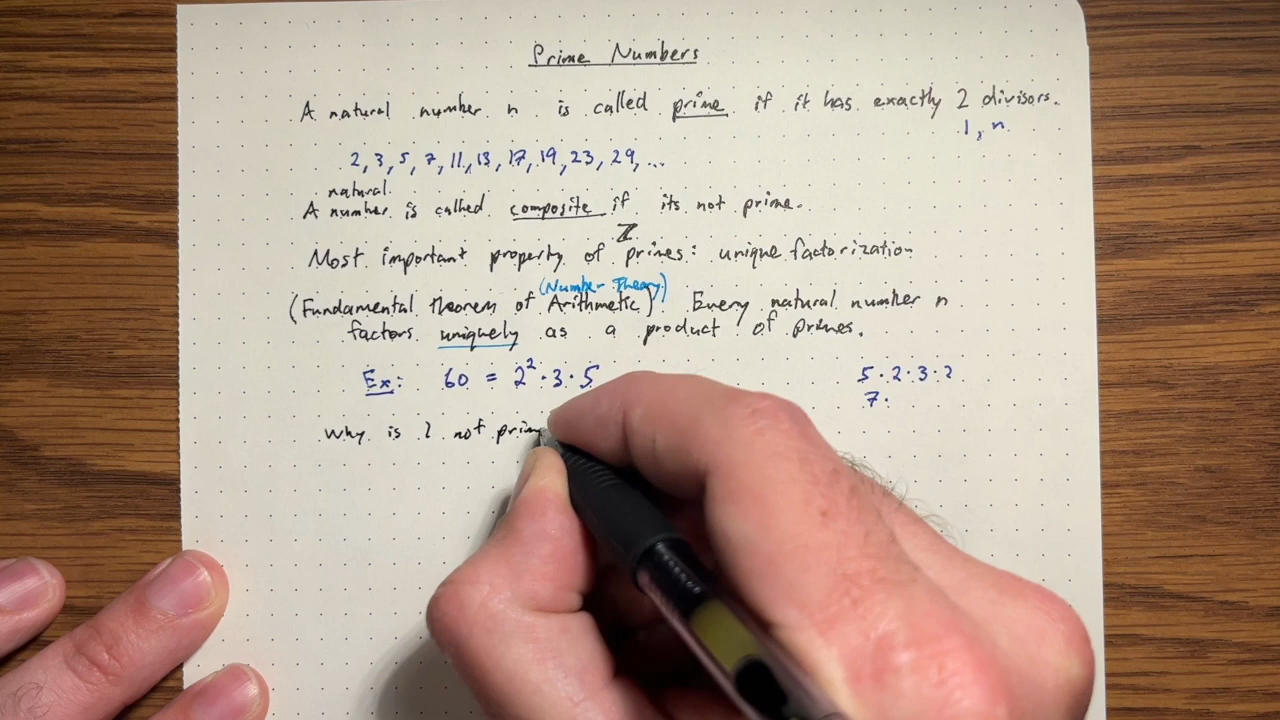 Prime Numbers
A natural number n is called prime if it has exactly 2 divisors.
1, n
2, 3, 5, 7, 11, 13, 17, 19, 23, 29, ...
natural
A number is called composite if its not prime.
ℤ
Most important property of primes: unique factorization
(Number Theory)
(Fundamental theorem of Arithmetic) Every natural number n
factors uniquely as a product of primes.
Ex: 60 = 2²·3·5
5·2·3·2
7·
Why is 1 not prim